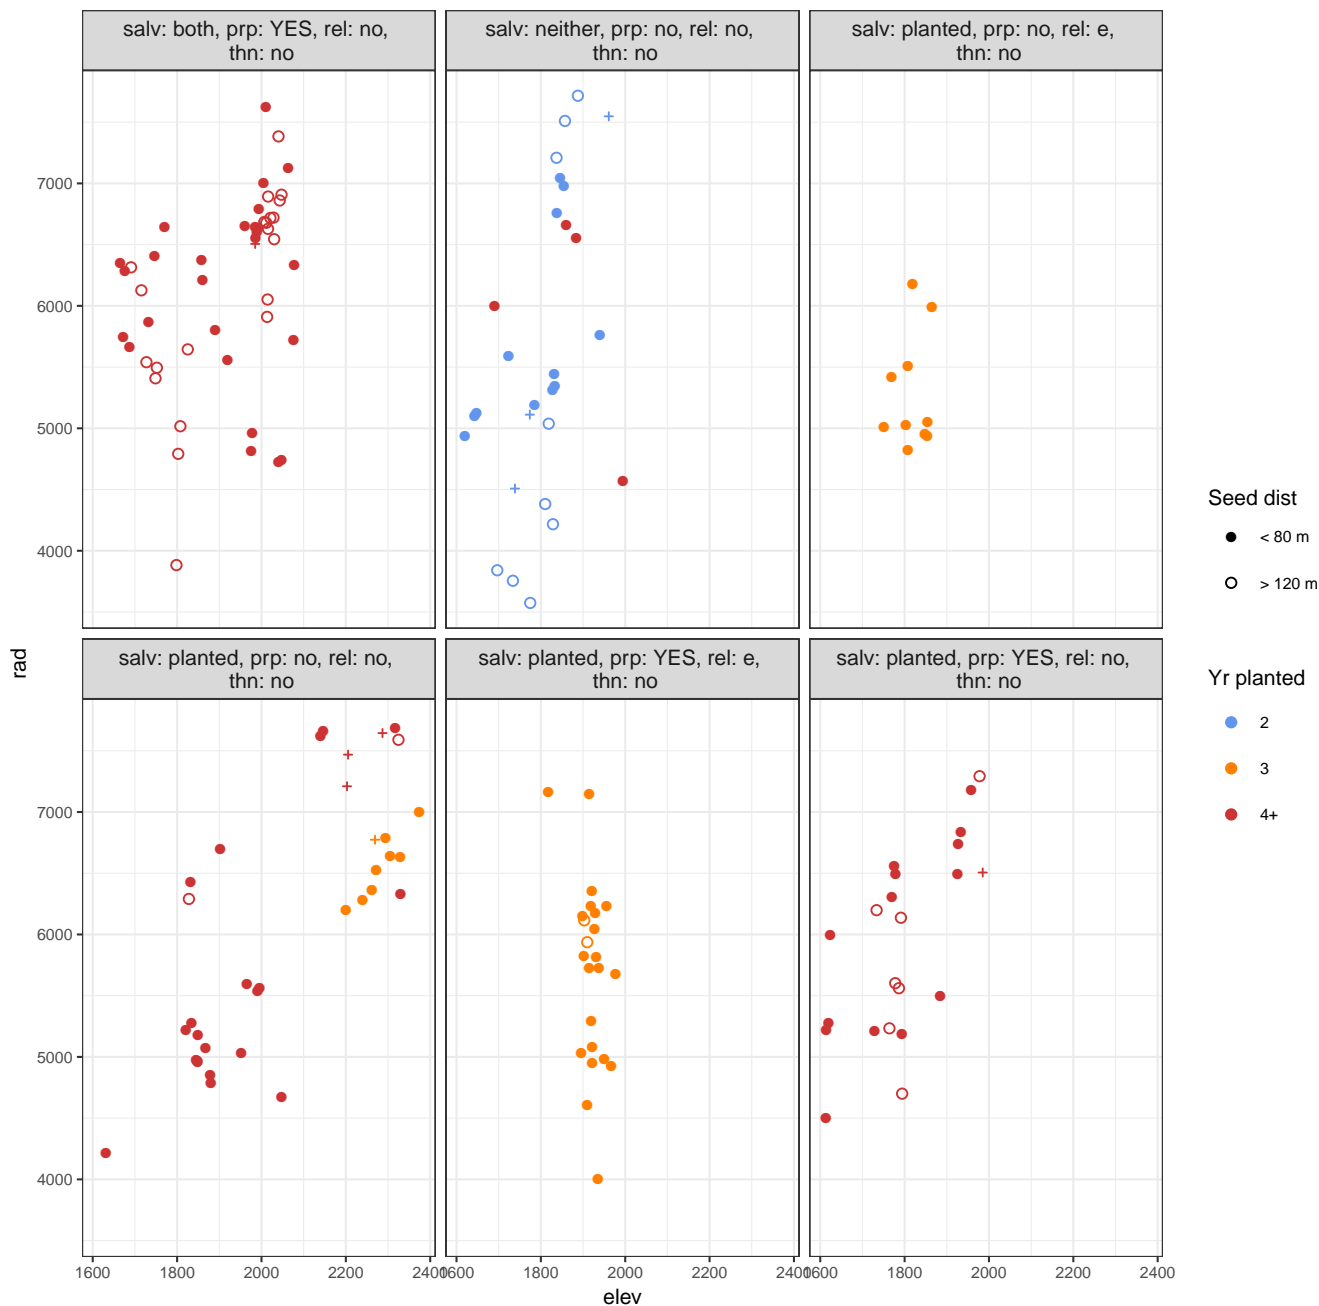 salv: both, prp: YES, rel: no,
thn: no
salv: neither, prp: no, rel: no,
thn: no
salv: planted, prp: no, rel: e,
thn: no
7000
6000
5000
4000
salv: planted, prp: no, rel: no,
thn: no
salv: planted, prp: YES, rel: e,
thn: no
salv: planted, prp: YES, rel: no,
thn: no
7000
6000
5000
4000
rad
1600 1800 2000 2200 2400
1600 1800 2000 2200 2400
1600 1800 2000 2200 2400
elev
Seed dist
< 80 m
> 120 m
Yr planted
2
3
4+